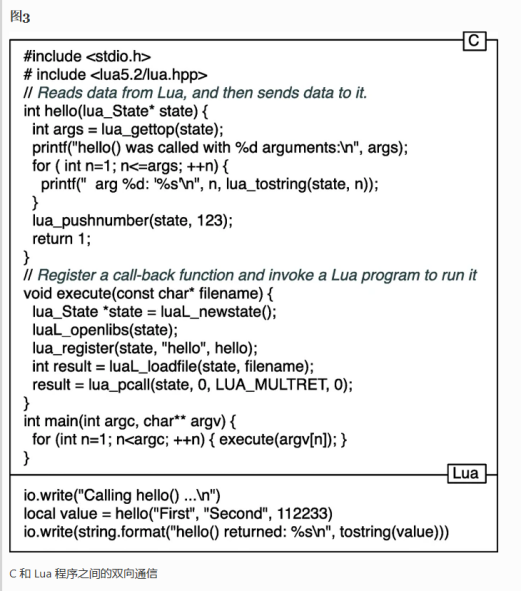 图3
C
#include <stdio.h>
# include <lua5.2/lua.hpp>
// Reads data from Lua, and then sends data to it.
int hello(lua_State* state) {
int args = lua_gettop(state);
printf("hello() was called with %d arguments:\n", args);
for ( int n=1; n<=args; ++n) {
printf("  arg %d: '%s'\n", n, lua_tostring(state, n));
}
lua_pushnumber(state, 123);
return 1;
}
// Register a call-back function and invoke a Lua program to run it
void execute(const char* filename) {
lua_State *state = luaL_newstate();
luaL_openlibs(state);
lua_register(state, "hello", hello);
int result = luaL_loadfile(state, filename);
result = lua_pcall(state, 0, LUA_MULTRET, 0);
}
int main(int argc, char** argv) {
for (int n=1; n<argc; ++n) { execute(argv[n]); }
}
Lua
io.write("Calling hello() ...\n")
local value = hello("First", "Second", 112233)
io.write(string.format("hello() returned: %s\n", tostring(value)))
C 和 Lua 程序之间的双向通信